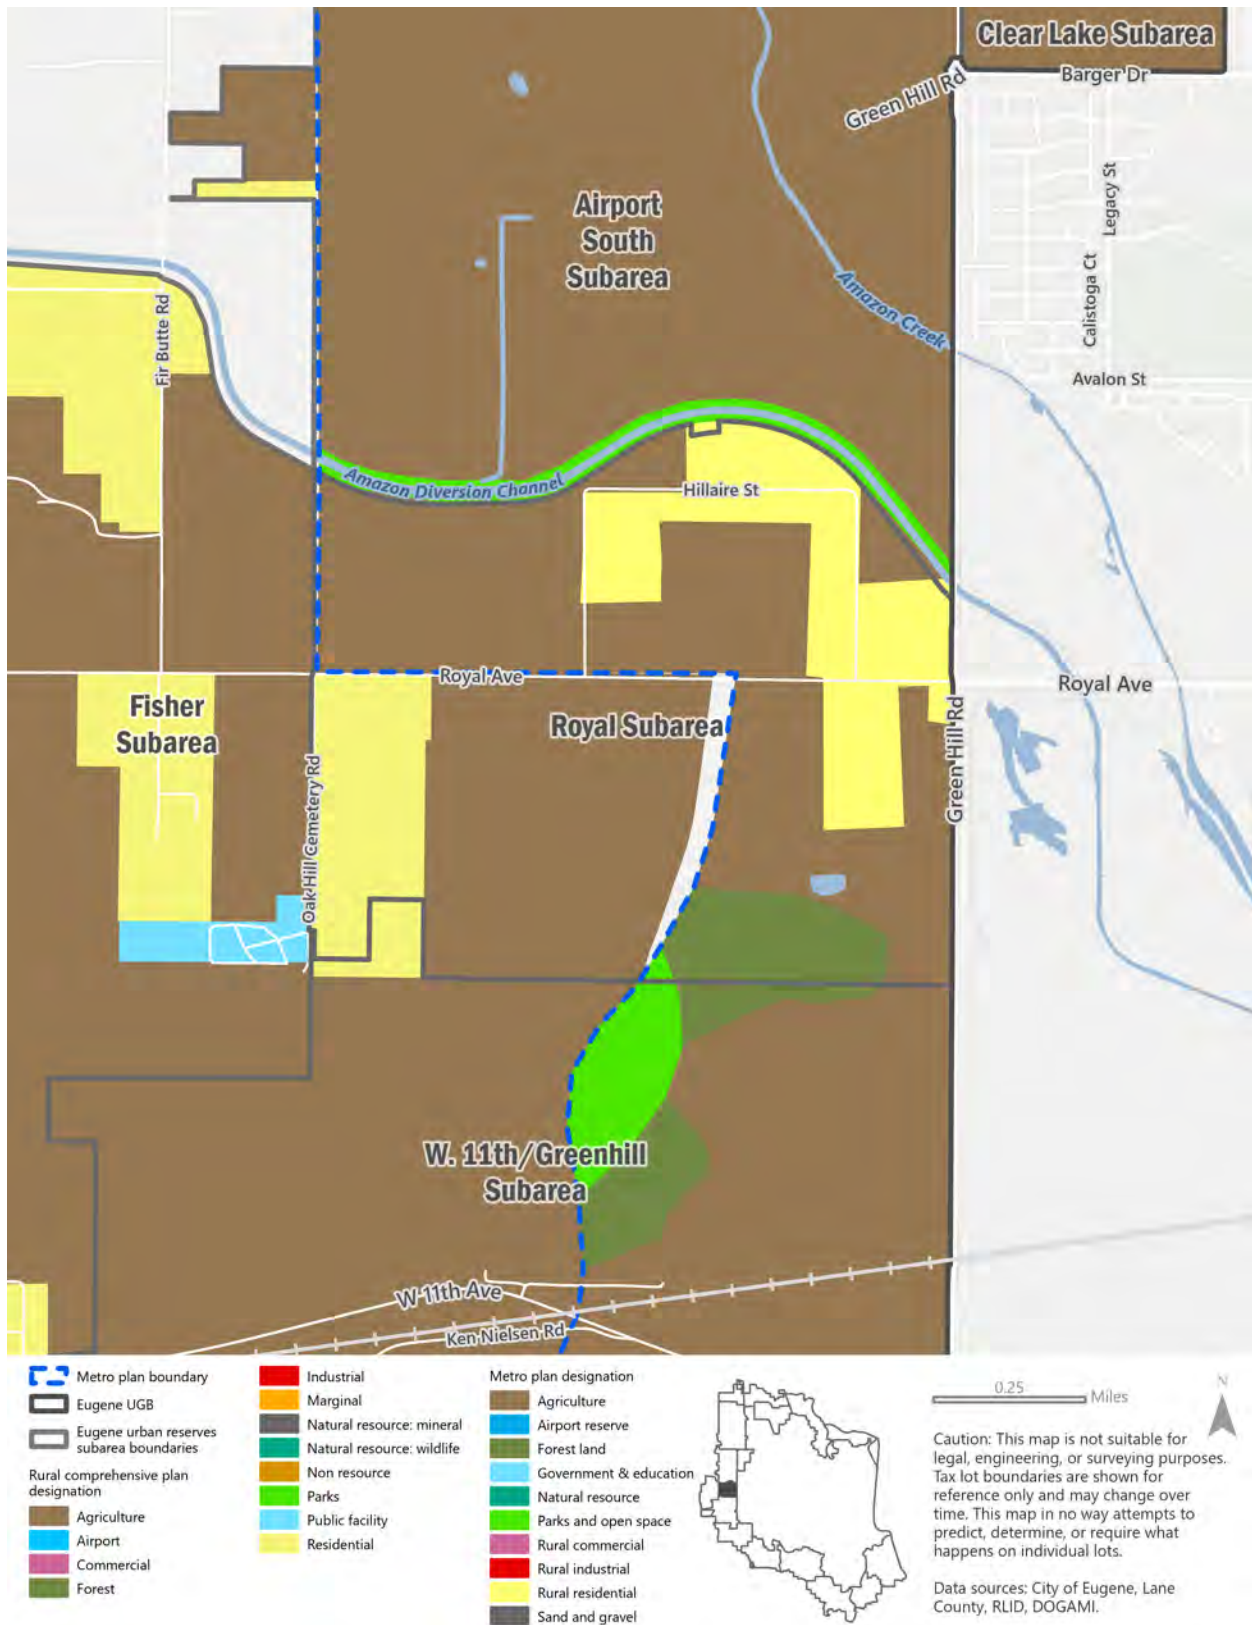 Clear Lake Subarea
Barger Dr
Green Hill Rd
Legacy St
Airport
South
Subarea
Calistoga Ct
Amazon Creek
Fir Butte Rd
Avalon St
Amazon Diversion Channel
Hillaire St
Royal Ave
Royal Ave
Fisher
Subarea
Royal Subarea
Green Hill Rd
Oak Hill Cemetery Rd
W. 11th/Greenhill
Subarea
W 11th Ave
Ken Nielsen Rd
Metro plan boundary
Eugene UGB
Eugene urban reserves
subarea boundaries
Rural comprehensive plan
designation
Agriculture
Airport
Commercial
Forest
Industrial
Marginal
Natural resource: mineral
Natural resource: wildlife
Non resource
Parks
Public facility
Residential
Metro plan designation
Agriculture
Airport reserve
Forest land
Government & education
Natural resource
Parks and open space
Rural commercial
Rural industrial
Rural residential
Sand and gravel
0.25
Miles
N
Caution: This map is not suitable for
legal, engineering, or surveying purposes.
Tax lot boundaries are shown for
reference only and may change over
time. This map in no way attempts to
predict, determine, or require what
happens on individual lots.
Data sources: City of Eugene, Lane
County, RLID, DOGAMI.